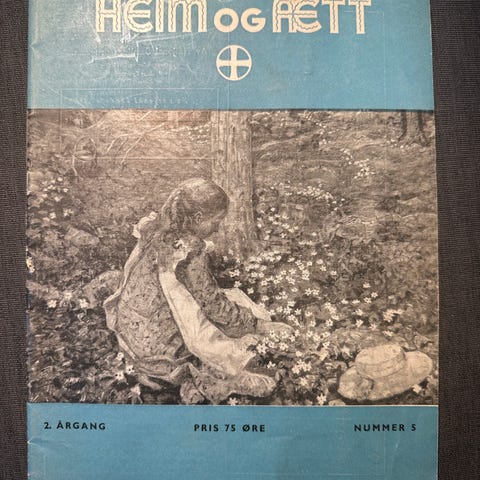 HEIM OG ÆTT
2. ÅRGANG PRIS 75 ØRE NUMMER 5